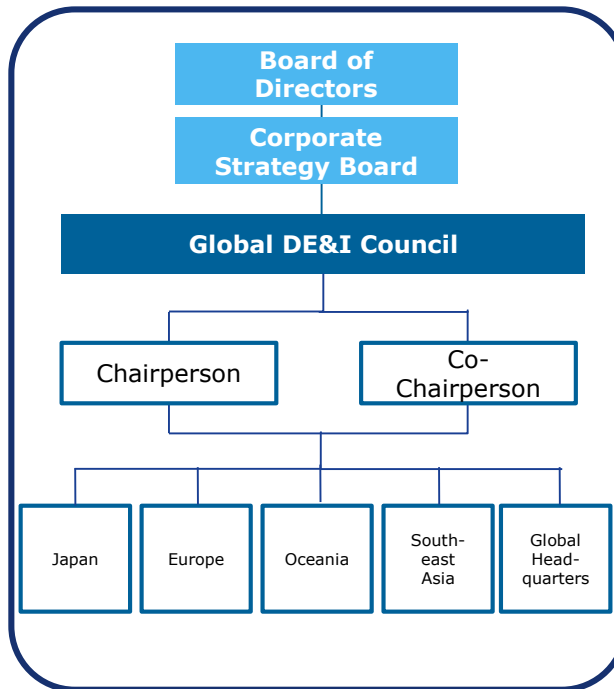 Board of
Directors
Corporate
Strategy Board
Global DE&I Council
Chairperson
Co-
Chairperson
Japan
Europe
Oceania
South-
east
Asia
Global
Head-
quarters